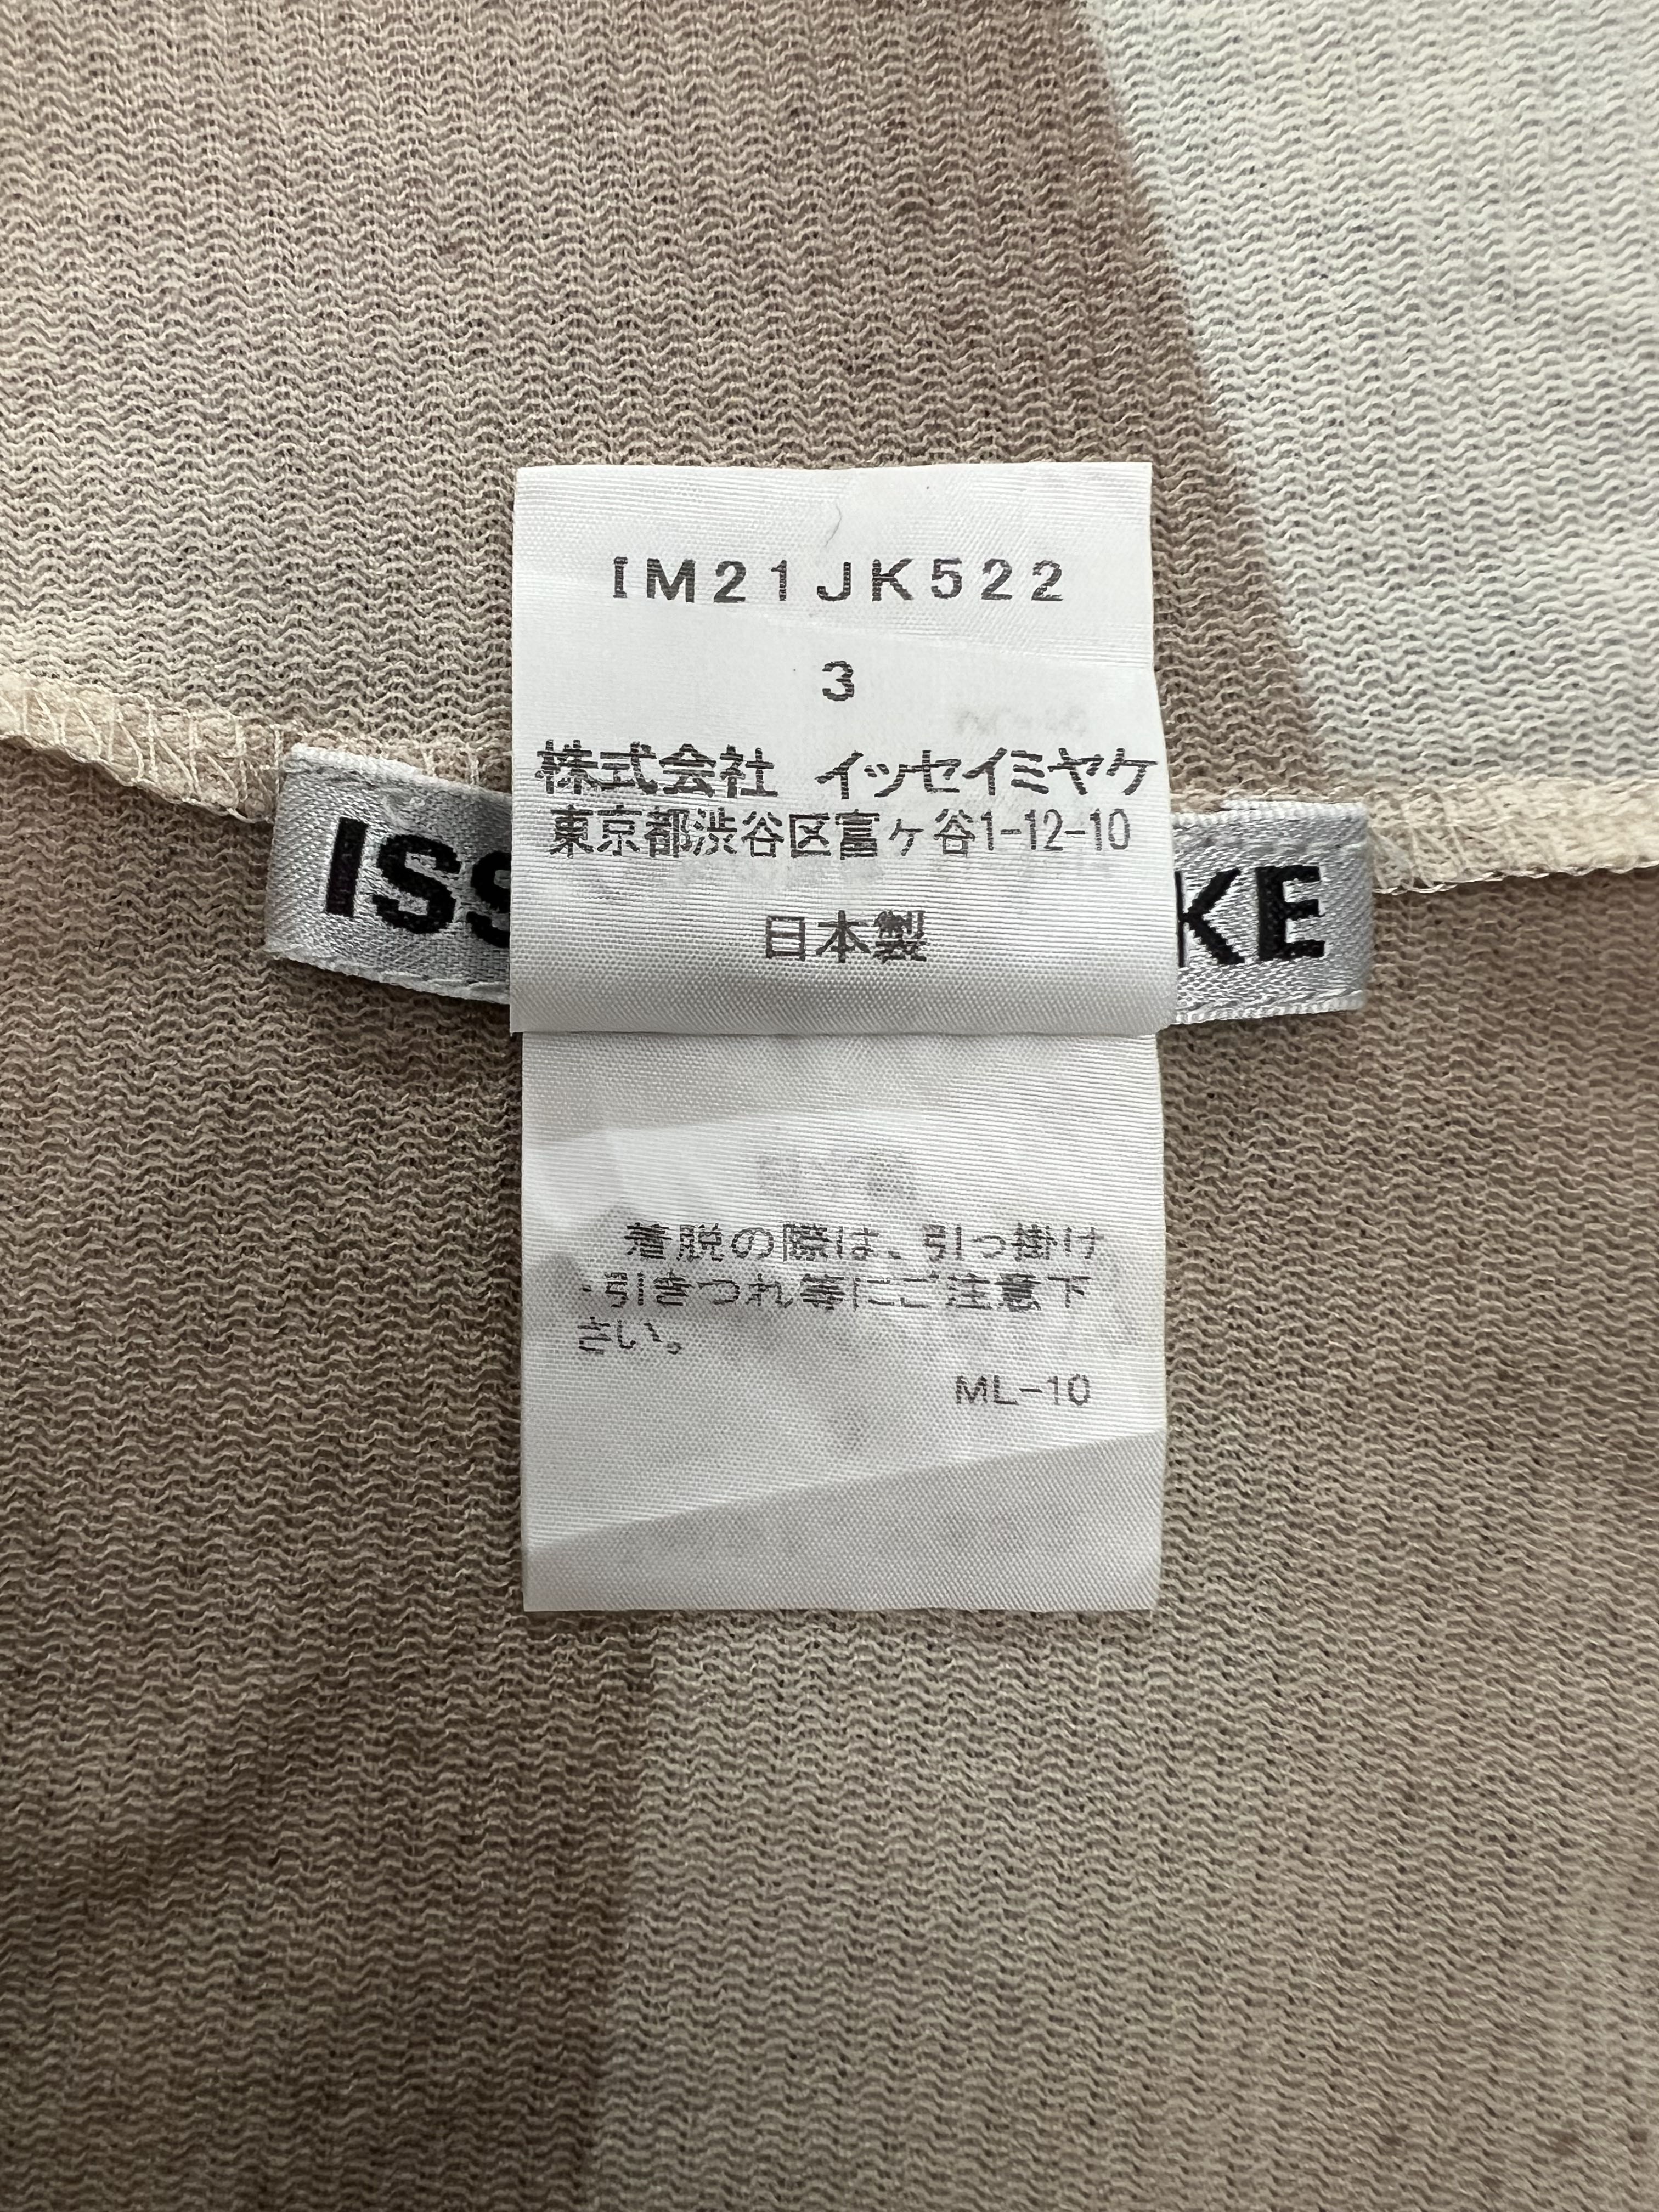 IM21JK522
3
株式会社 イッセイミヤケ
東京都渋谷区富ヶ谷1-12-10
ISS
KE
日本製
着脱の際は、引っ掛け
・引きつれ等にご注意下
さい。
ML-10